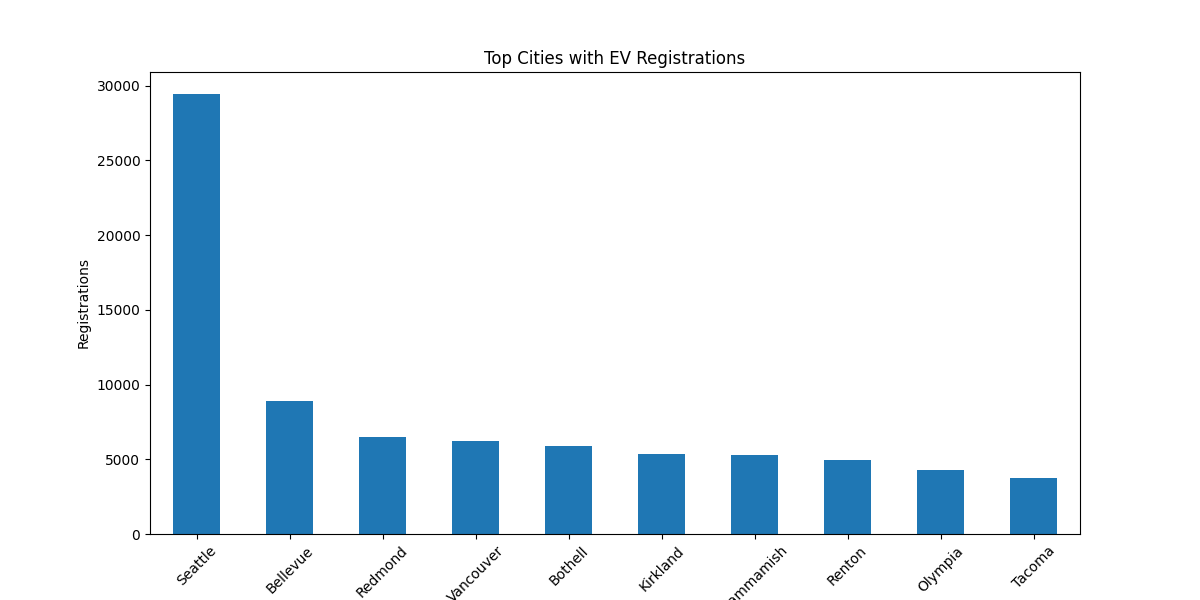 Top Cities with EV Registrations
Registrations
30000
25000
20000
15000
10000
5000
0
Seattle
Bellevue
Redmond
Vancouver
Bothell
Kirkland
ammamish
Renton
Olympia
Tacoma